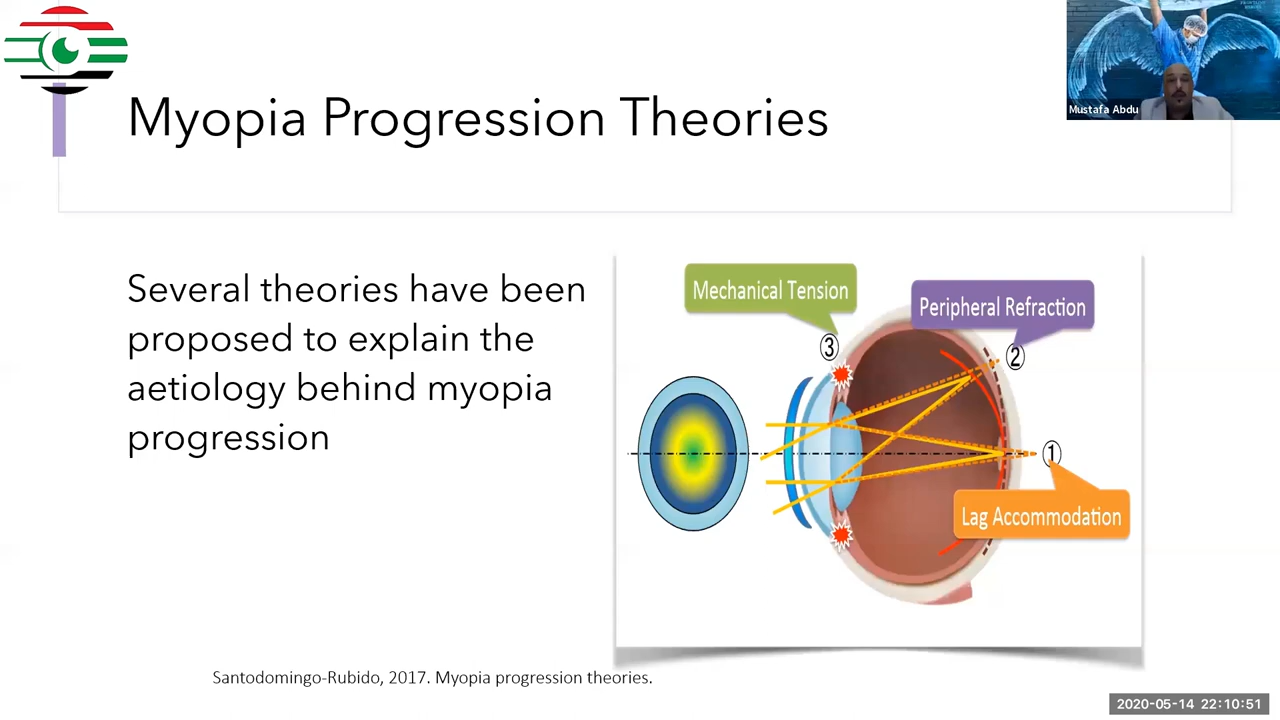 Mustafa Abdu
Myopia Progression Theories
Several theories have been
proposed to explain the
aetiology behind myopia
progression
Mechanical Tension
Peripheral Refraction
③
②
①
Lag Accommodation
Santodomingo-Rubido, 2017. Myopia progression theories.
2020-05-14 22:10:51